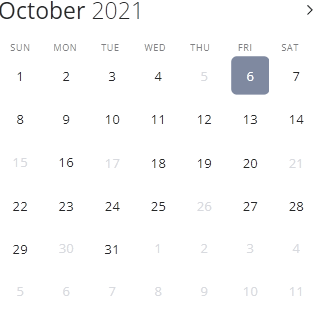 October 2021
SUN MON TUE WED THU FRI SAT
1 2 3 4 5 6 7
8 9 10 11 12 13 14
15 16 17 18 19 20 21
22 23 24 25 26 27 28
29 30 31 1 2 3 4
5 6 7 8 9 10 11